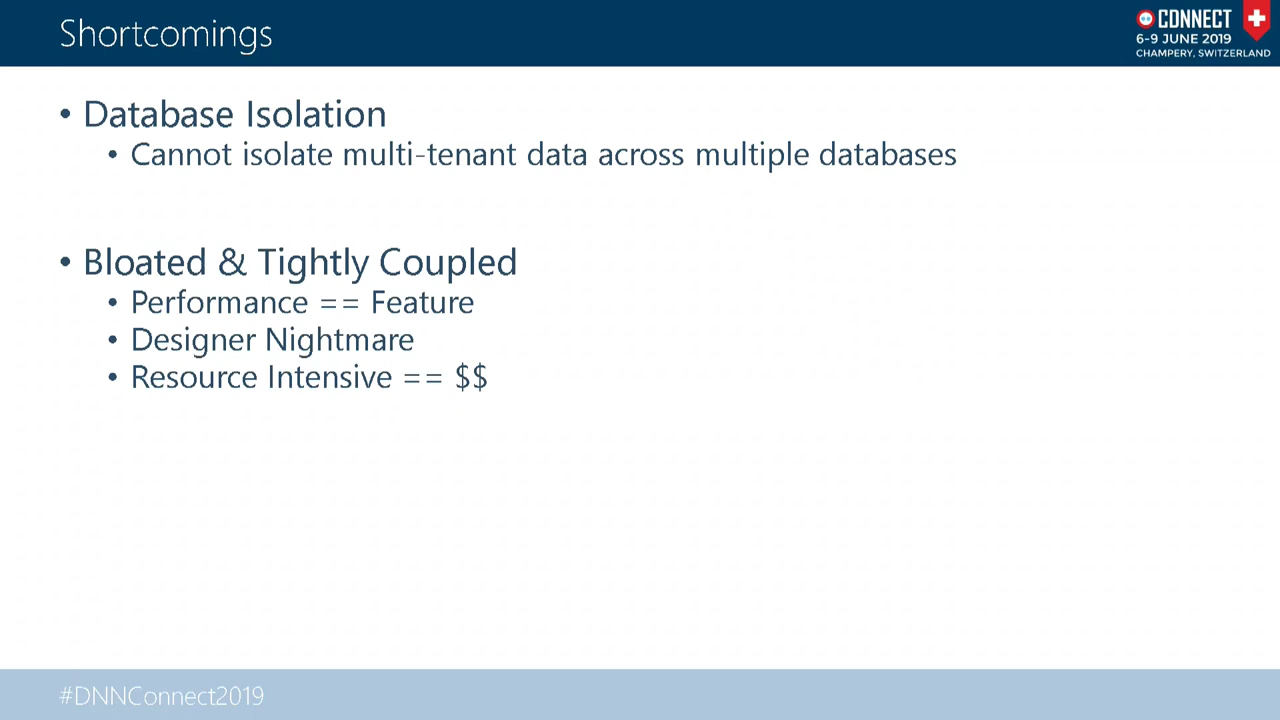 Shortcomings
CONNECT
6-9 JUNE 2019
CHAMPERY, SWITZERLAND
• Database Isolation
• Cannot isolate multi-tenant data across multiple databases
• Bloated & Tightly Coupled
• Performance == Feature
• Designer Nightmare
• Resource Intensive == $$
#DNNConnect2019